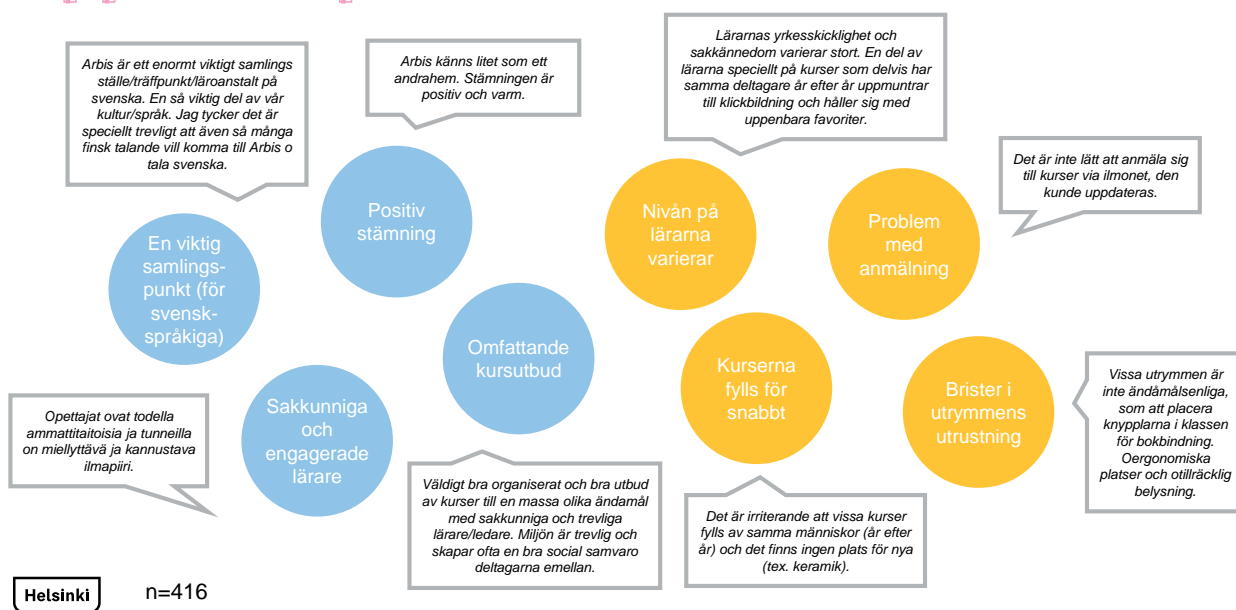 Arbis är ett enormt viktigt samlings
ställe/träffpunkt/läroanstalt på
svenska. En så viktig del av vår
kultur/språk. Jag tycker det är
speciellt trevligt att även så många
finsk talande vill komma till Arbis o
tala svenska.
Arbis känns litet som ett
andrahem. Stämningen är
positiv och varm.
Lärarnas yrkesskicklighet och
sakkännedom varierar stort. En del av
lärarna speciellt på kurser som delvis har
samma deltagare år efter år uppmuntrar
till klickbildning och håller sig med
uppenbara favoriter.
Det är inte lätt att anmäla sig
till kurser via ilmonet, den
kunde uppdateras.
En viktig
samlings-
punkt (för
svensk-
språkiga)
Positiv
stämning
Nivån på
lärarna
varierar
Problem
med
anmälning
Omfattande
kursutbud
Kurserna
fylls för
snabbt
Sakkunniga
och
engagerade
lärare
Brister i
utrymmens
utrustning
Opettajat ovat todella
ammattitaitoisia ja tunneilla
on miellyttävä ja kannustava
ilmapiiri.
Väldigt bra organiserat och bra utbud
av kurser till en massa olika ändamål
med sakkunniga och trevliga
lärare/ledare. Miljön är trevlig och
skapar ofta en bra social samvaro
deltagarna emellan.
Det är irriterande att vissa kurser
fylls av samma människor (år efter
år) och det finns ingen plats för nya
(tex. keramik).
Vissa utrymmen är
inte ändåmålsenliga,
som att placera
knypplarna i klassen
för bokbindning.
Oergonomiska
platser och otillräcklig
belysning.
Helsinki
n=416